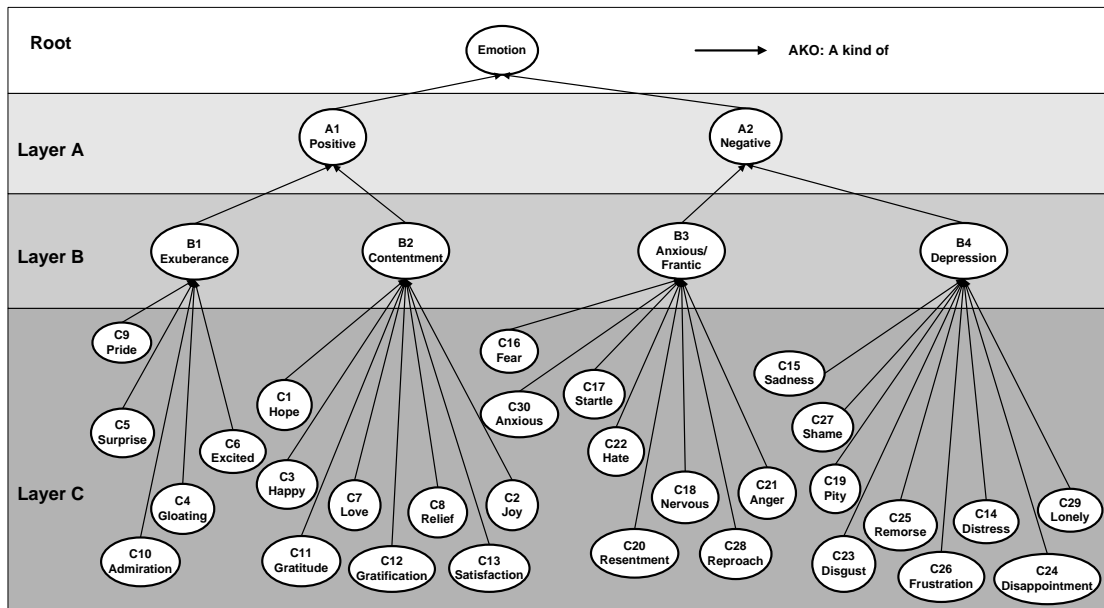 Root
Emotion
AKO: A kind of
Layer A
A1
Positive
A2
Negative
Layer B
B1
Exuberance
B2
Contentment
B3
Anxious/
Frantic
B4
Depression
Layer C
C9
Pride
C5
Surprise
C6
Excited
C4
Gloating
C10
Admiration
C1
Hope
C3
Happy
C7
Love
C8
Relief
C2
Joy
C11
Gratitude
C12
Gratification
C13
Satisfaction
C16
Fear
C30
Anxious
C17
Startle
C22
Hate
C18
Nervous
C21
Anger
C20
Resentment
C28
Reproach
C15
Sadness
C27
Shame
C19
Pity
C25
Remorse
C14
Distress
C29
Lonely
C23
Disgust
C26
Frustration
C24
Disappointment